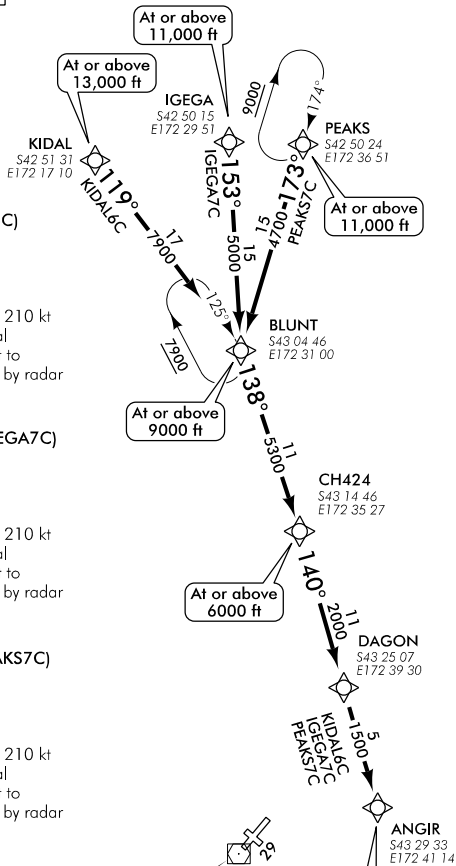 At or above
11,000 ft
At or above
13,000 ft
IGEGA
S42 50 15
E172 29 51
9000
174°
PEAKS
S42 50 24
E172 36 51
KIDAL
S42 51 31
E172 17 10
119°
KIDAL6C
17
7900
153°
IGEGA7C
15
5000
173°
PEAKS7C
15
4700
At or above
11,000 ft
C)
210 kt
al
t to
by radar
125°
7900
BLUNT
S43 04 46
E172 31 00
At or above
9000 ft
138°
11
5300
EGA7C)
CH424
S43 14 46
E172 35 27
210 kt
al
t to
by radar
At or above
6000 ft
140°
11
2000
DAGON
S43 25 07
E172 39 30
AKS7C)
KIDAL6C
IGEGA7C
PEAKS7C
5
1500
210 kt
al
t to
by radar
ANGIR
S43 29 33
E172 41 14
29